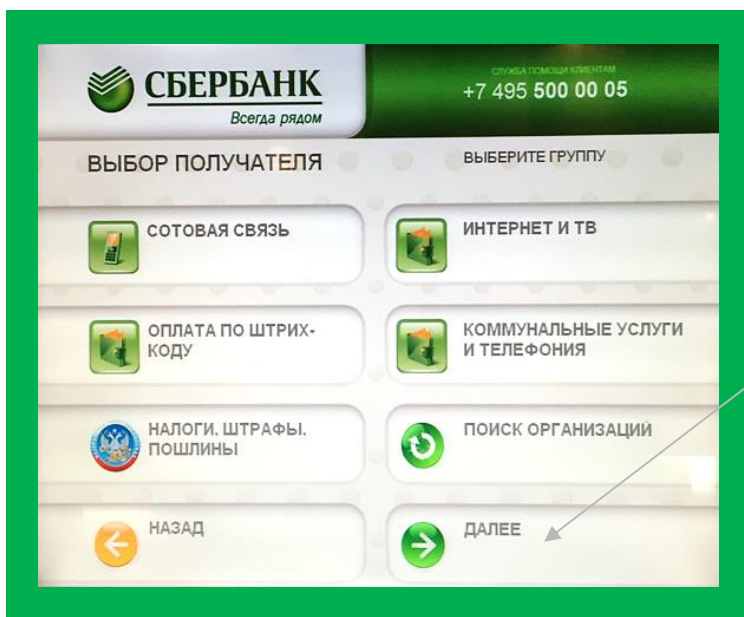 СБЕРБАНК
Всегда рядом
СЛУЖБА ПОМОЩИ КЛИЕНТАМ
+7 495 500 00 05
ВЫБОР ПОЛУЧАТЕЛЯ
ВЫБЕРИТЕ ГРУППУ
СОТОВАЯ СВЯЗЬ
ИНТЕРНЕТ И ТВ
ОПЛАТА ПО ШТРИХ-
КОДУ
КОММУНАЛЬНЫЕ УСЛУГИ
И ТЕЛЕФОНИЯ
НАЛОГИ, ШТРАФЫ,
ПОШЛИНЫ
ПОИСК ОРГАНИЗАЦИЙ
НАЗАД
ДАЛЕЕ